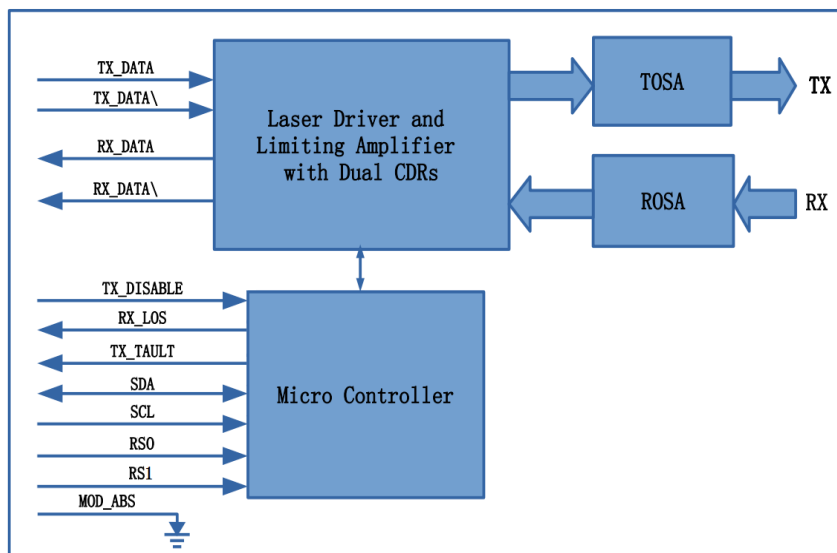 TX_DATA
TX_DATA\
RX_DATA
RX_DATA\
Laser Driver and
Limiting Amplifier
with Dual CDRs
TOSA
TX
ROSA
RX
TX_DISABLE
RX_LOS
TX_TAULT
SDA
SCL
RS0
RS1
MOD_ABS
Micro Controller